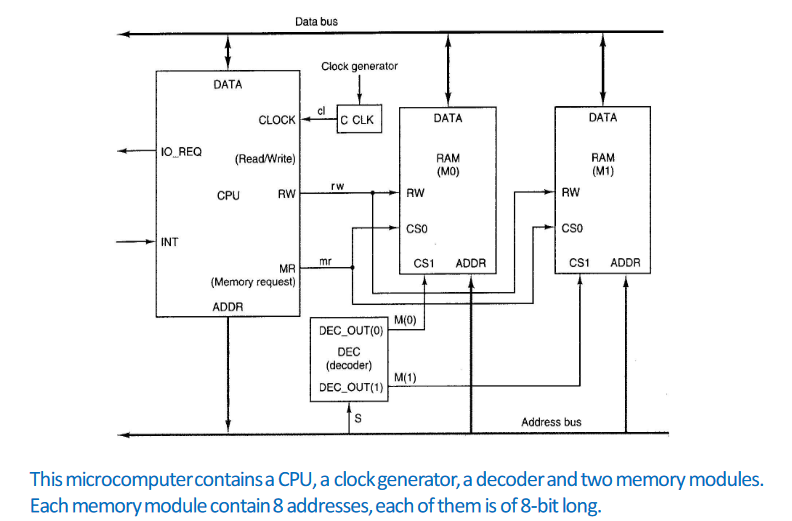 Data bus
Clock generator
DATA
CLOCK
cl
C CLK
DATA
DATA
IO_REQ
(Read/Write)
RAM
(M0)
RAM
(M1)
CPU
RW
rw
RW
RW
CS0
CS0
INT
MR
mr
(Memory request)
CS1 ADDR
CS1 ADDR
ADDR
DEC_OUT(0)
M(0)
DEC
(decoder)
DEC_OUT(1)
M(1)
S
Address bus
This microcomputer contains a CPU, a clock generator, a decoder and two memory modules.
Each memory module contain 8 addresses, each of them is of 8-bit long.